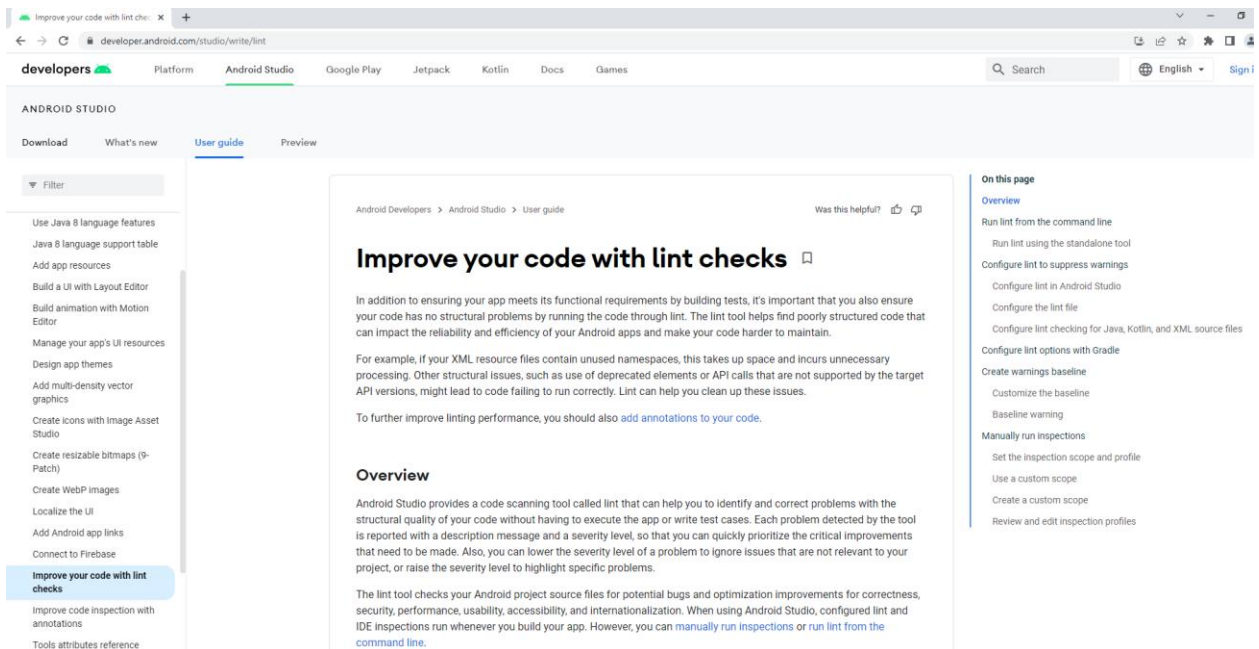 Improve your code with lint chec
developer.android.com/studio/write/lint
developers Platform Android Studio Google Play Jetpack Kotlin Docs Games Search English Sign i
ANDROID STUDIO
Download What's new User guide Preview
Filter
Use Java 8 language features
Java 8 language support table
Add app resources
Build a UI with Layout Editor
Build animation with Motion
Editor
Manage your app's UI resources
Design app themes
Add multi-density vector
graphics
Create icons with Image Asset
Studio
Create resizable bitmaps (9-
Patch)
Create WebP images
Localize the UI
Add Android app links
Connect to Firebase
Improve your code with lint
checks
Improve code inspection with
annotations
Tools attributes reference
Android Developers > Android Studio > User guide Was this helpful?
Improve your code with lint checks
In addition to ensuring your app meets its functional requirements by building tests, it's important that you also ensure
your code has no structural problems by running the code through lint. The lint tool helps find poorly structured code that
can impact the reliability and efficiency of your Android apps and make your code harder to maintain.
For example, if your XML resource files contain unused namespaces, this takes up space and incurs unnecessary
processing. Other structural issues, such as use of deprecated elements or API calls that are not supported by the target
API versions, might lead to code failing to run correctly. Lint can help you clean up these issues.
To further improve linting performance, you should also add annotations to your code.
Overview
Android Studio provides a code scanning tool called lint that can help you to identify and correct problems with the
structural quality of your code without having to execute the app or write test cases. Each problem detected by the tool
is reported with a description message and a severity level, so that you can quickly prioritize the critical improvements
that need to be made. Also, you can lower the severity level of a problem to ignore issues that are not relevant to your
project, or raise the severity level to highlight specific problems.
The lint tool checks your Android project source files for potential bugs and optimization improvements for correctness,
security, performance, usability, accessibility, and internationalization. When using Android Studio, configured lint and
IDE inspections run whenever you build your app. However, you can manually run inspections or run lint from the
command line.
On this page
Overview
Run lint from the command line
Run lint using the standalone tool
Configure lint to suppress warnings
Configure lint in Android Studio
Configure the lint file
Configure lint checking for Java, Kotlin, and XML source files
Configure lint options with Gradle
Create warnings baseline
Customize the baseline
Baseline warning
Manually run inspections
Set the inspection scope and profile
Use a custom scope
Create a custom scope
Review and edit inspection profiles